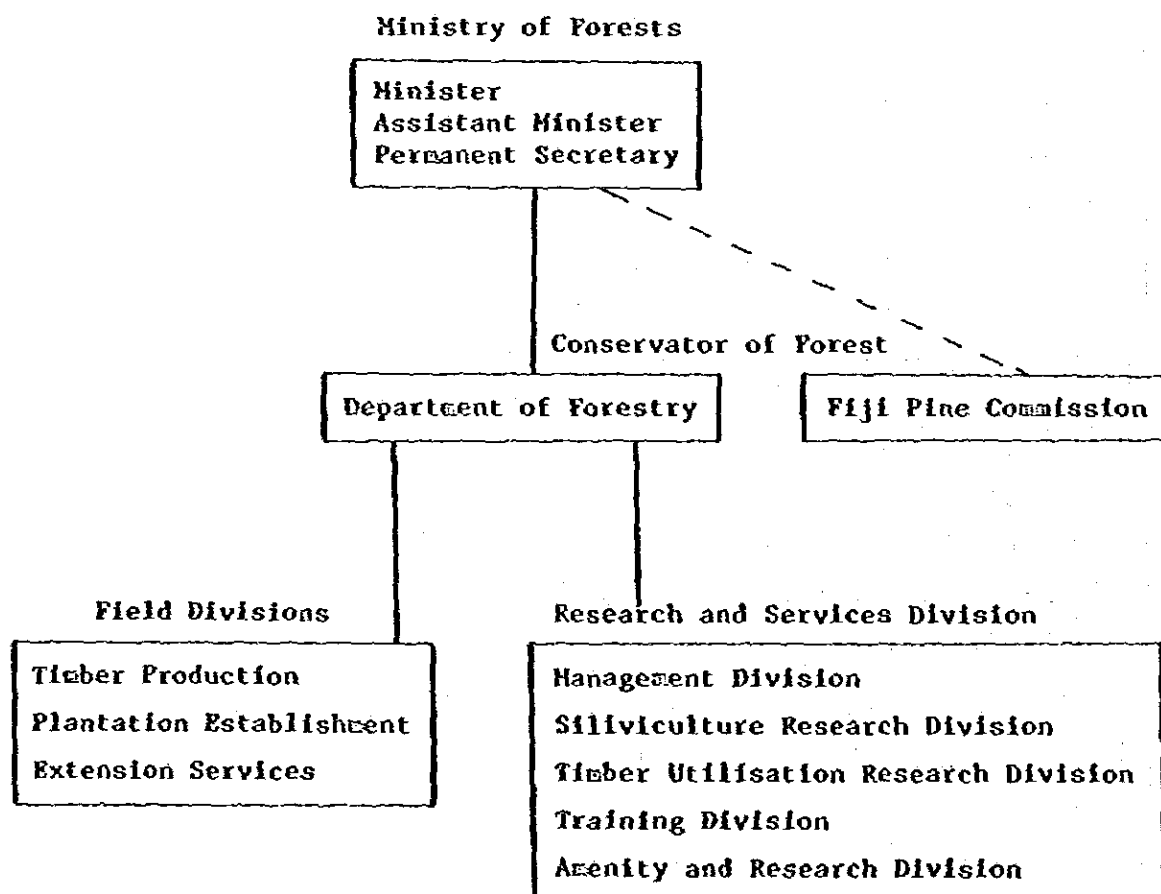 Ministry of Forests
Minister
Assistant Minister
Permanent Secretary
Conservator of Forest
Department of Forestry
Fiji Pine Commission
Field Divisions
Timber Production
Plantation Establishment
Extension Services
Research and Services Division
Management Division
Siliviculture Research Division
Timber Utilisation Research Division
Training Division
Amenity and Research Division